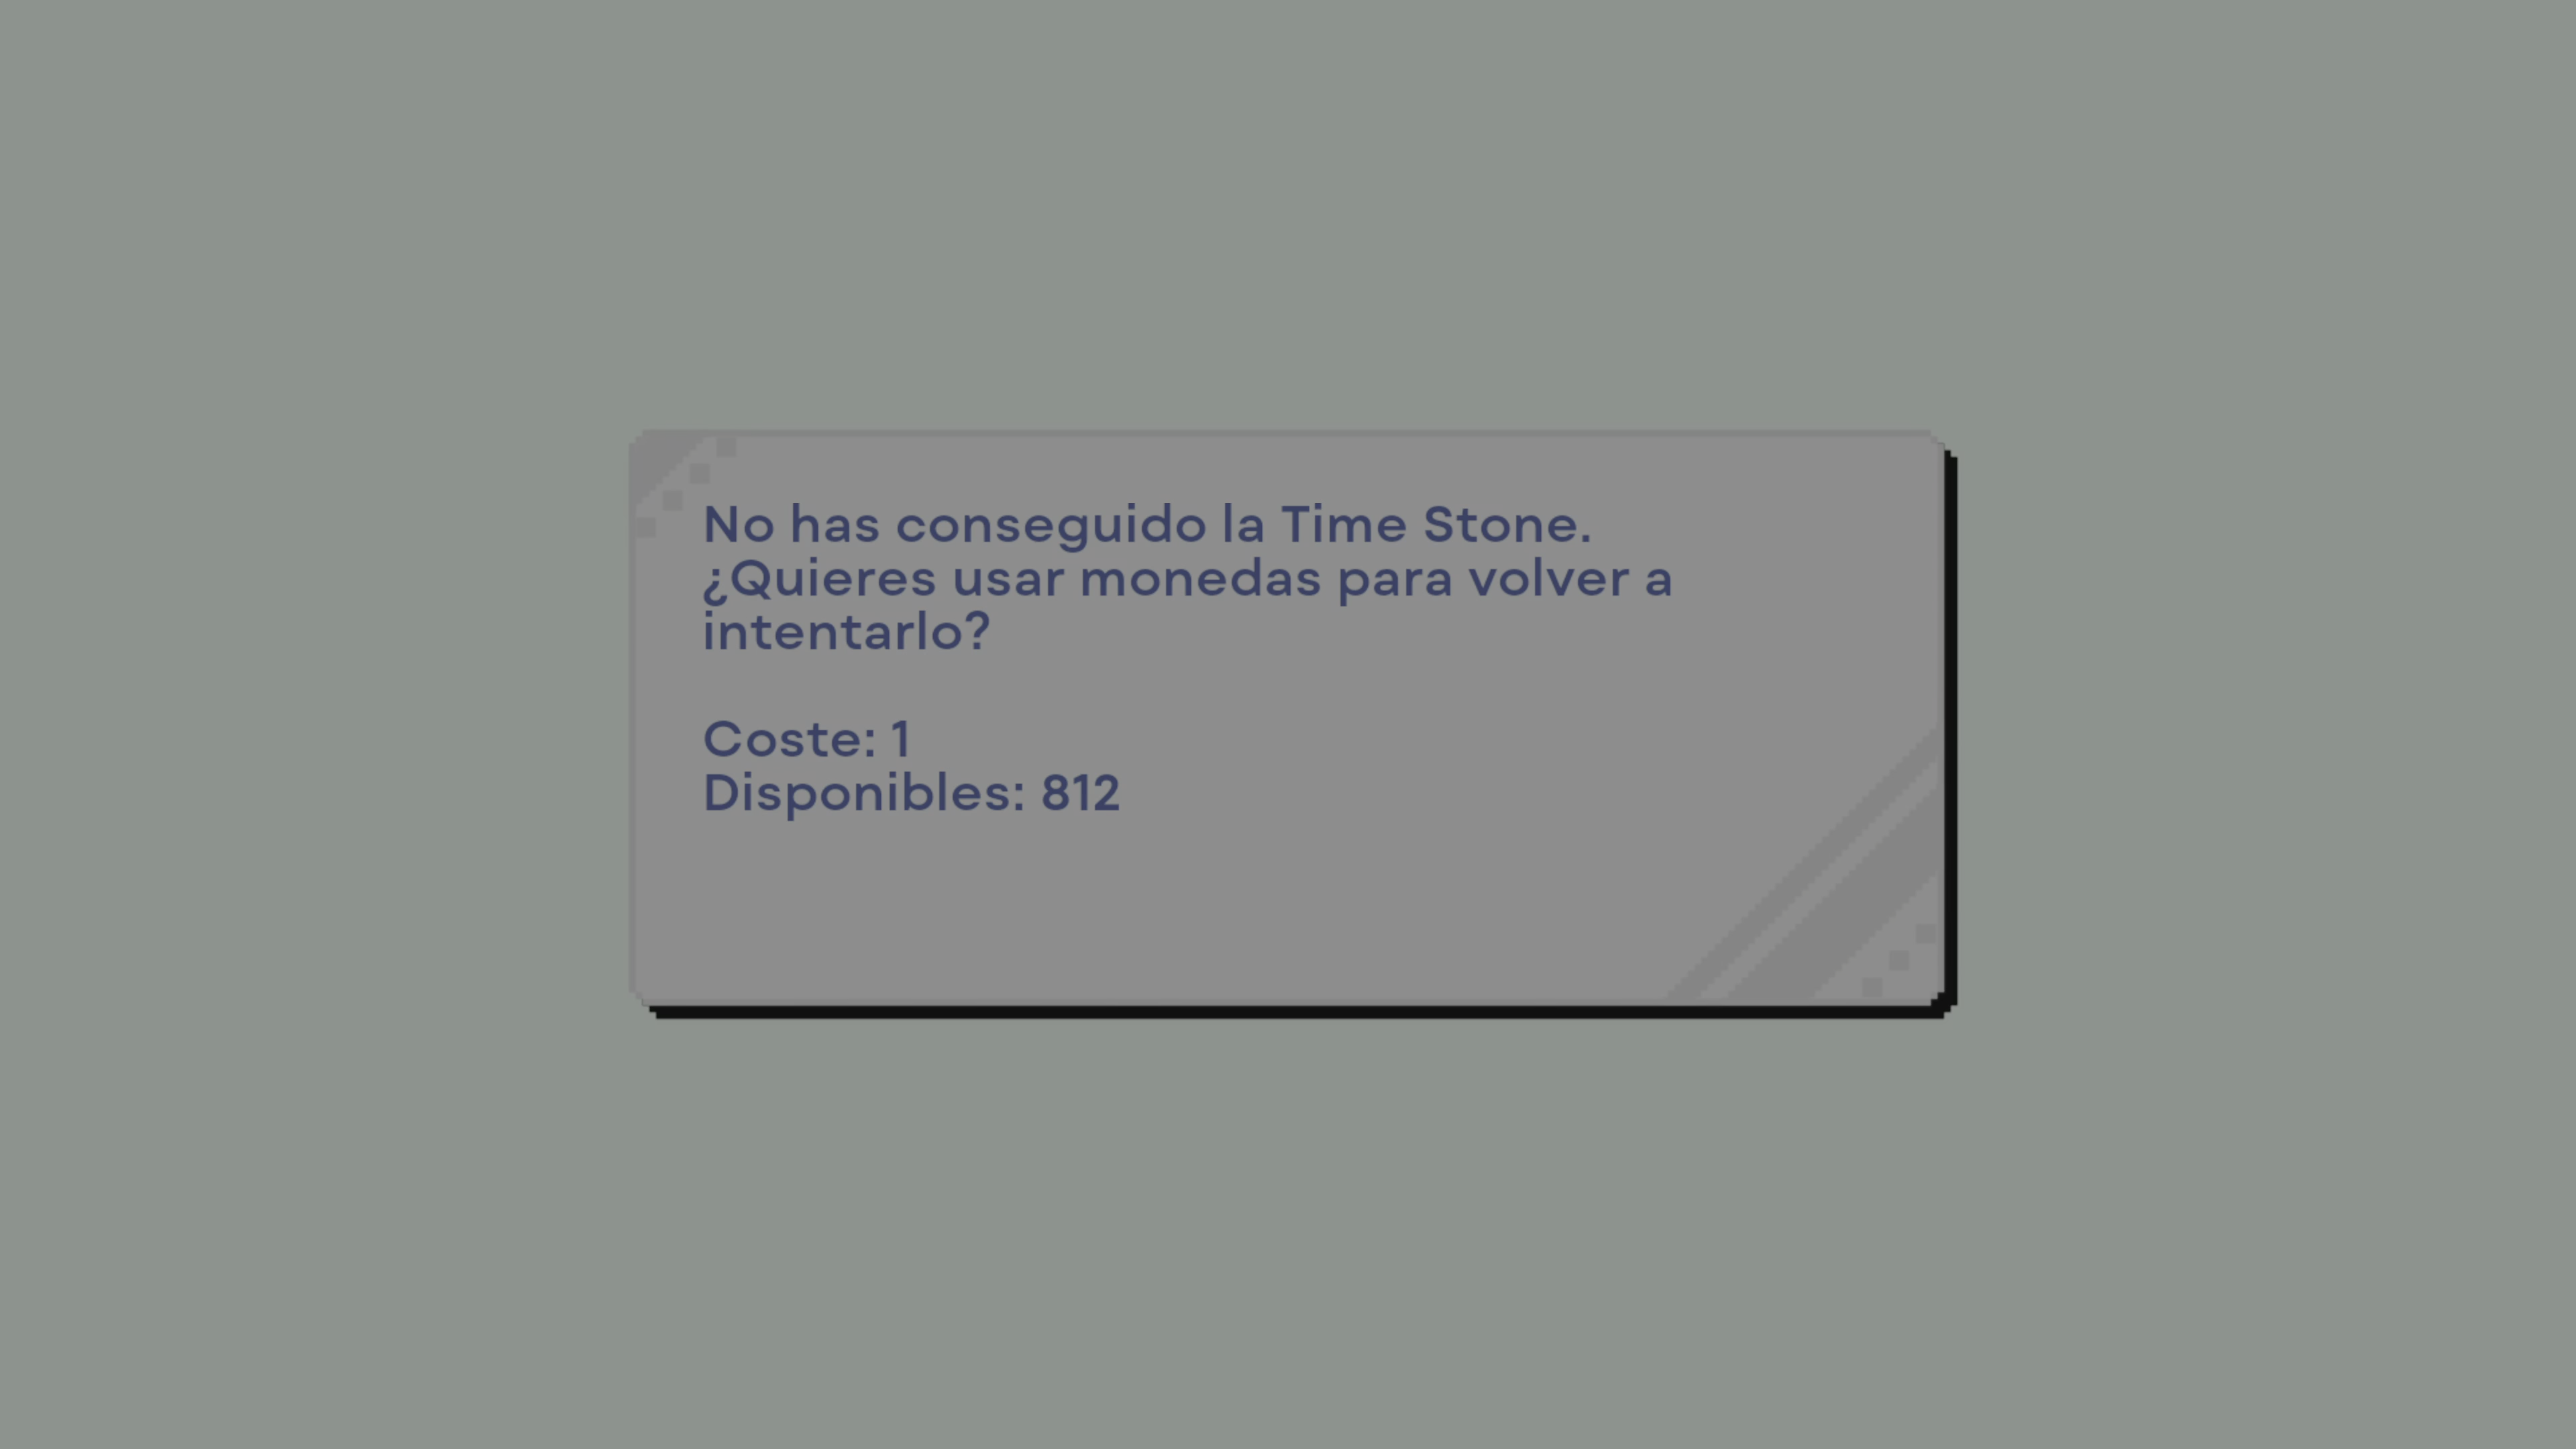 No has conseguido la Time Stone.
¿Quieres usar monedas para volver a
intentarlo?
Coste: 1
Disponibles: 812